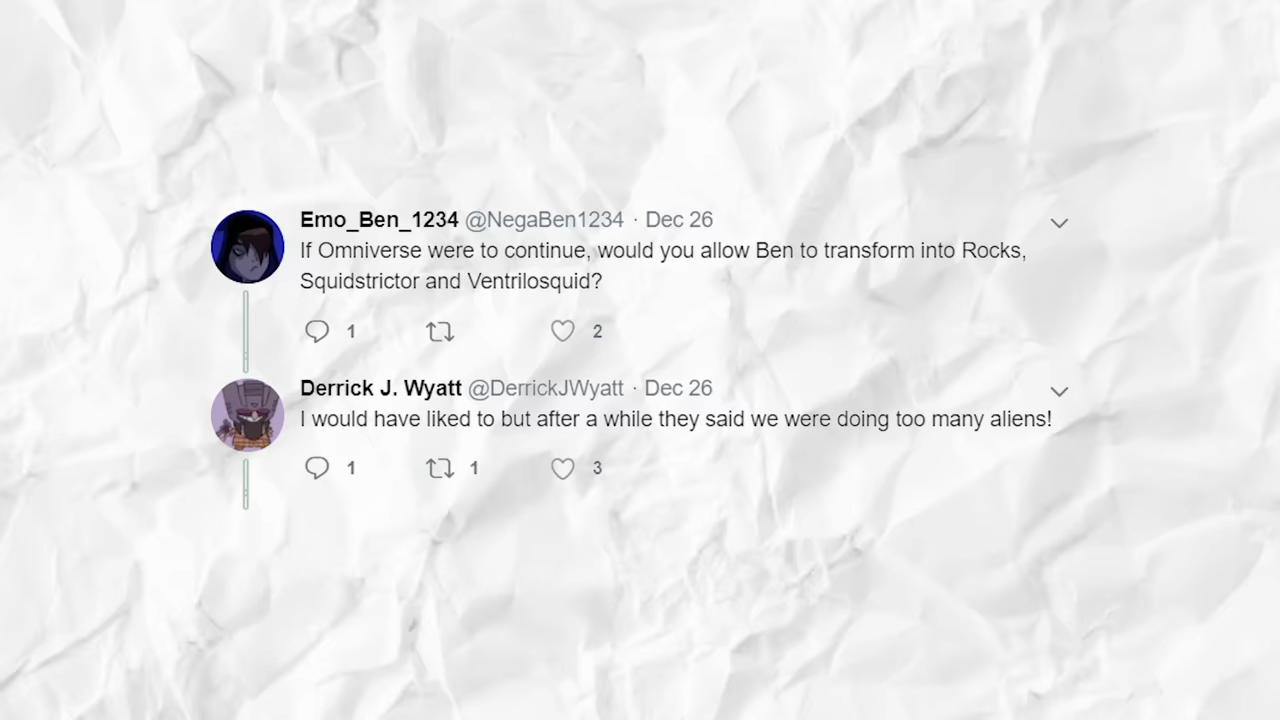 Emo_Ben_1234 @NegaBen1234 · Dec 26
If Omniverse were to continue, would you allow Ben to transform into Rocks,
Squidstrictor and Ventrilosquid?
1 2
Derrick J. Wyatt @DerrickJWyatt · Dec 26
I would have liked to but after a while they said we were doing too many aliens!
1 1 3